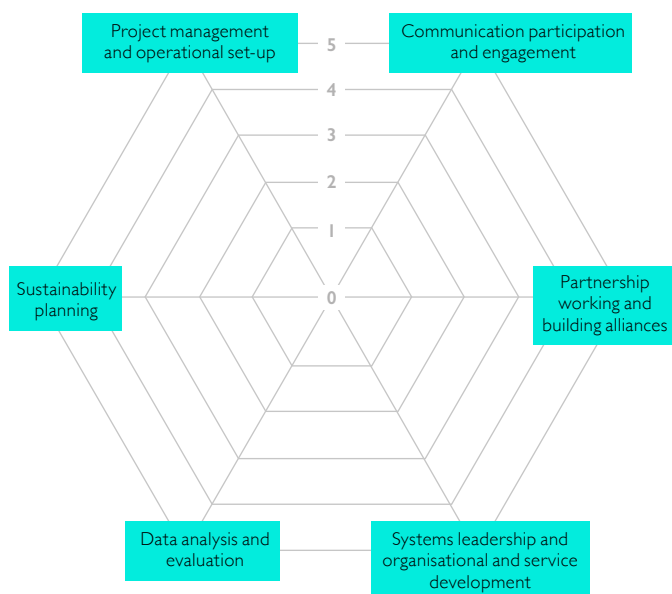 Project management
and operational set-up
5
Communication participation
and engagement
4
3
2
1
Sustainability
planning
0
Partnership
working and
building alliances
Data analysis and
evaluation
Systems leadership and
organisational and service
development